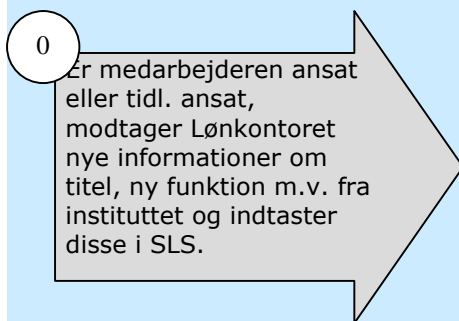 0
Er medarbejderen ansat
eller tidl. ansat,
modtager Lønkontoret
nye informationer om
titel, ny funktion m.v. fra
instituttet og indtaster
disse i SLS.